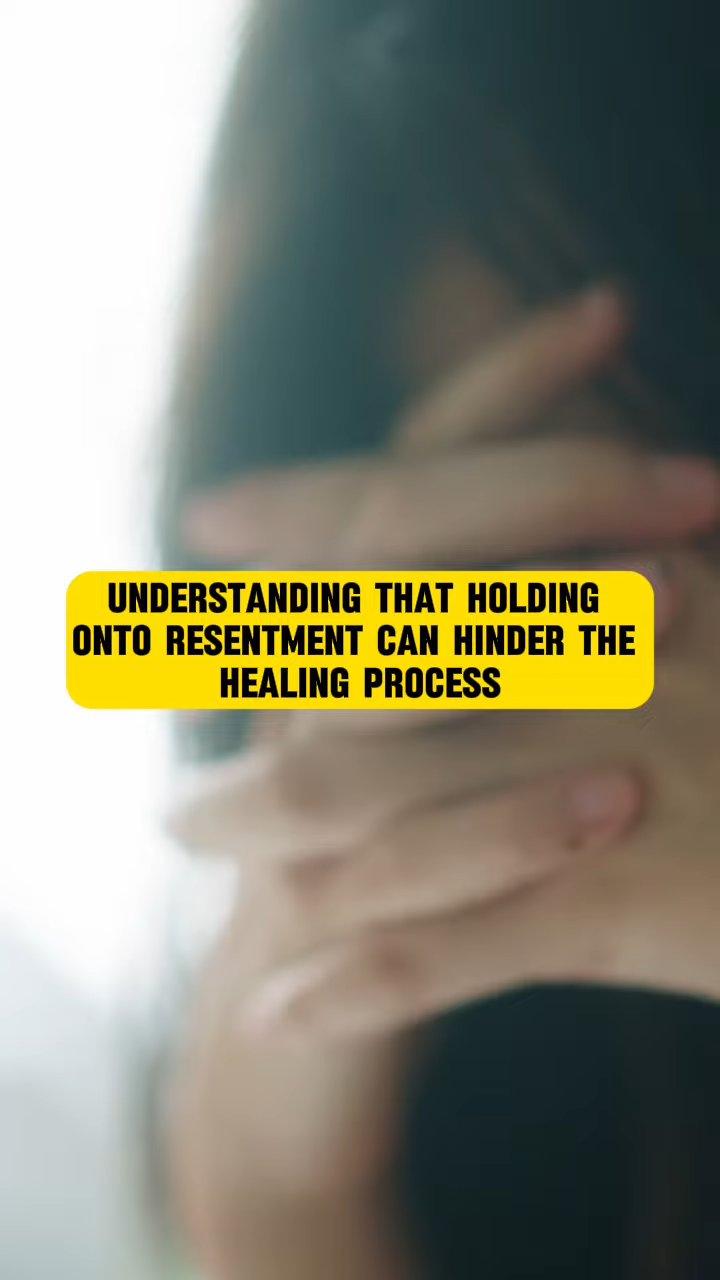 UNDERSTANDING THAT HOLDING
ONTO RESENTMENT CAN HINDER THE
HEALING PROCESS